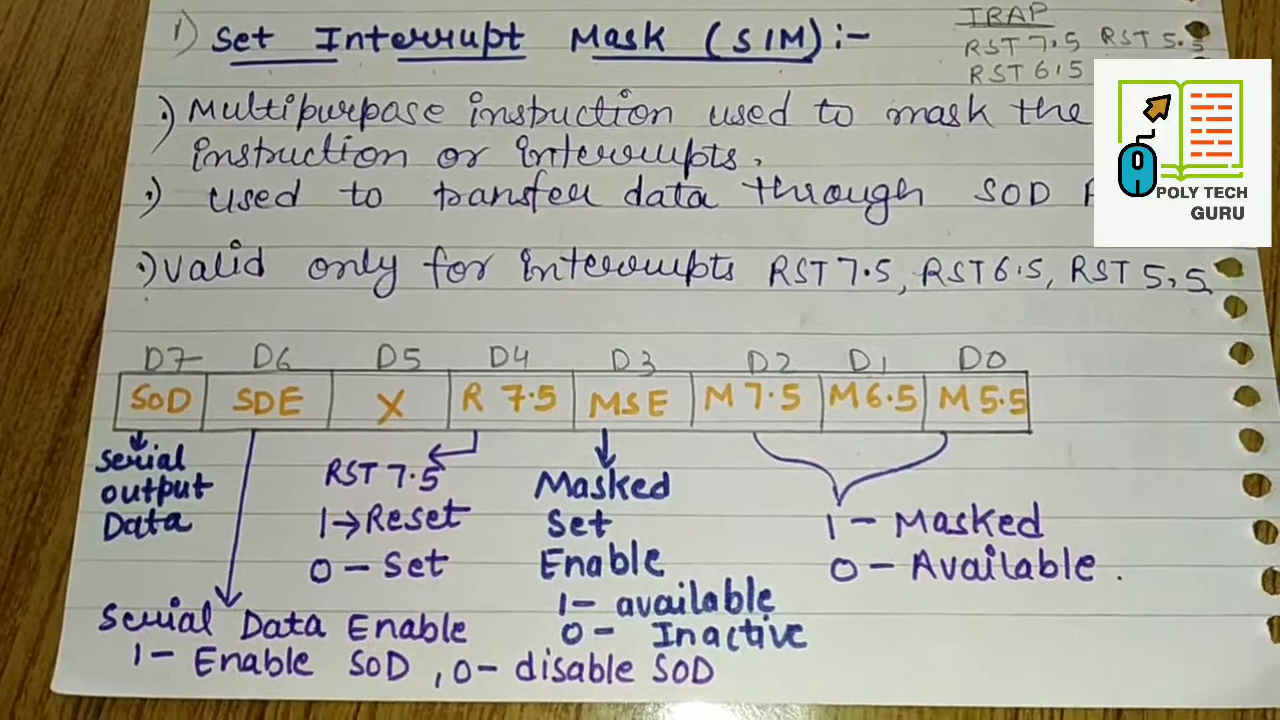 1) Set Interrupt Mask (SIM) :-
TRAP
RST 7.5 RST 5.5
RST 6.5
•) Multipurpase instruction used to mask the
instruction or interrupts.
•) used to transfer data through SOD
•) Valid only for interrupts RST 7.5, RST 6.5, RST 5.5,
POLY TECH
GURU
D7 D6 D5 D4 D3 D2 D1 D0
SOD SDE X R 7.5 MSE M 7.5 M 6.5 M 5.5
Serial
output
Data
RST 7.5
1→Reset
0 – Set
Masked
Set
Enable
1 – available
0 – Inactive
1 – Masked
0 – Available .
Serial Data Enable
1 – Enable SOD , 0 – disable SOD